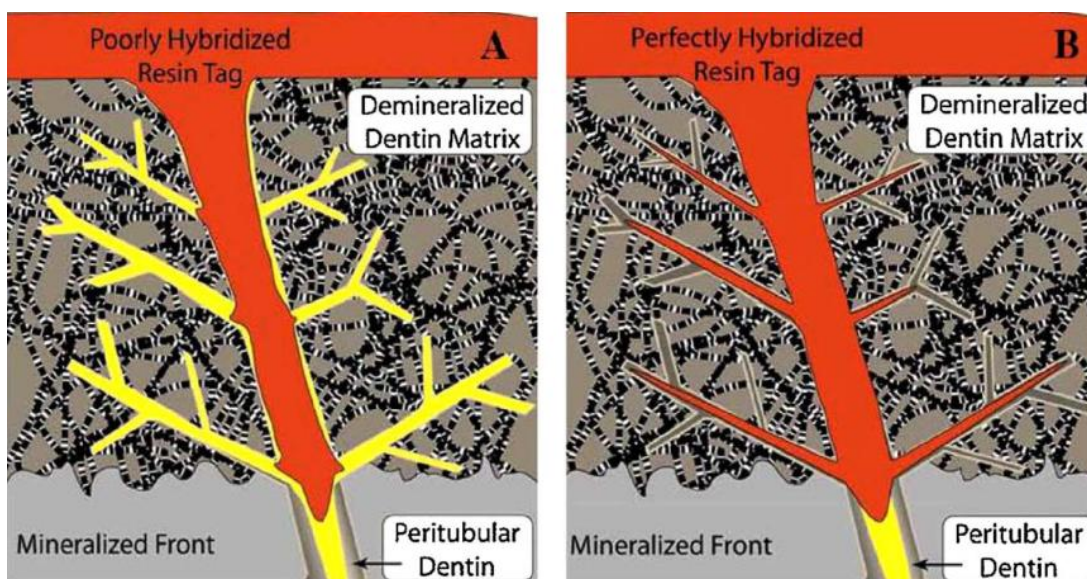 Poorly Hybridized
Resin Tag
A
Demineralized
Dentin Matrix
Mineralized Front
Peritubular
Dentin
Perfectly Hybridized
Resin Tag
B
Demineralized
Dentin Matrix
Mineralized Front
Peritubular
Dentin